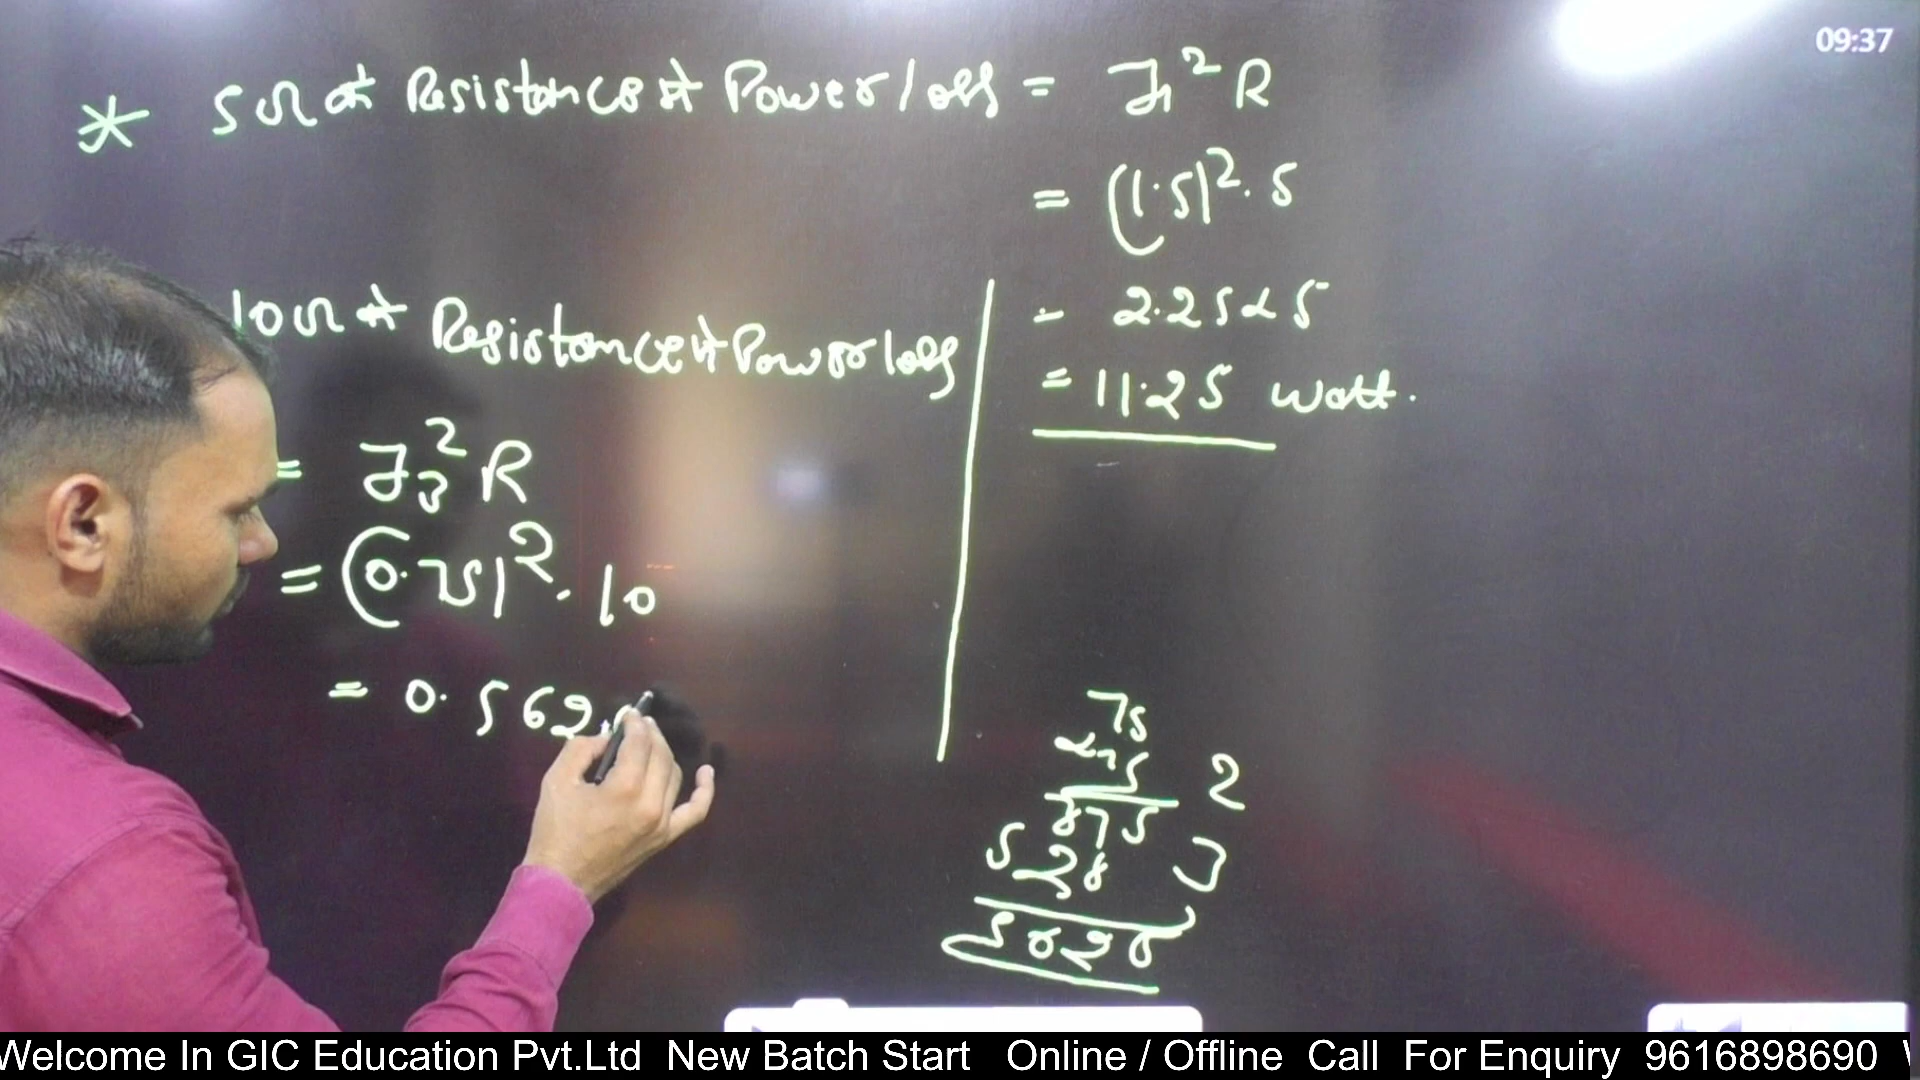 09:37
* 5Ω के Resistance में Power loss = I₁² R
= (1.5)² . 5
= 2.25 x 5
= 11.25 watt.
10Ω के Resistance में Power loss
= I₃² R
= (0.75)² . 10
= 0.562
75
x 75
375
2
525
3
5625
Welcome In GIC Education Pvt.Ltd New Batch Start Online / Offline Call For Enquiry 9616898690